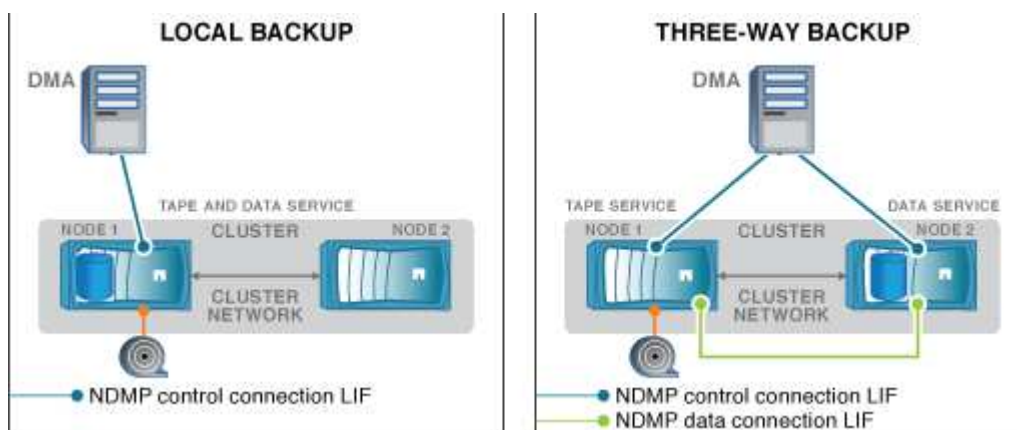 LOCAL BACKUP
DMA
TAPE AND DATA SERVICE
NODE 1
CLUSTER
NODE 2
CLUSTER
NETWORK
NDMP control connection LIF
THREE-WAY BACKUP
DMA
TAPE SERVICE
DATA SERVICE
NODE 1
CLUSTER
NODE 2
CLUSTER
NETWORK
NDMP control connection LIF
NDMP data connection LIF